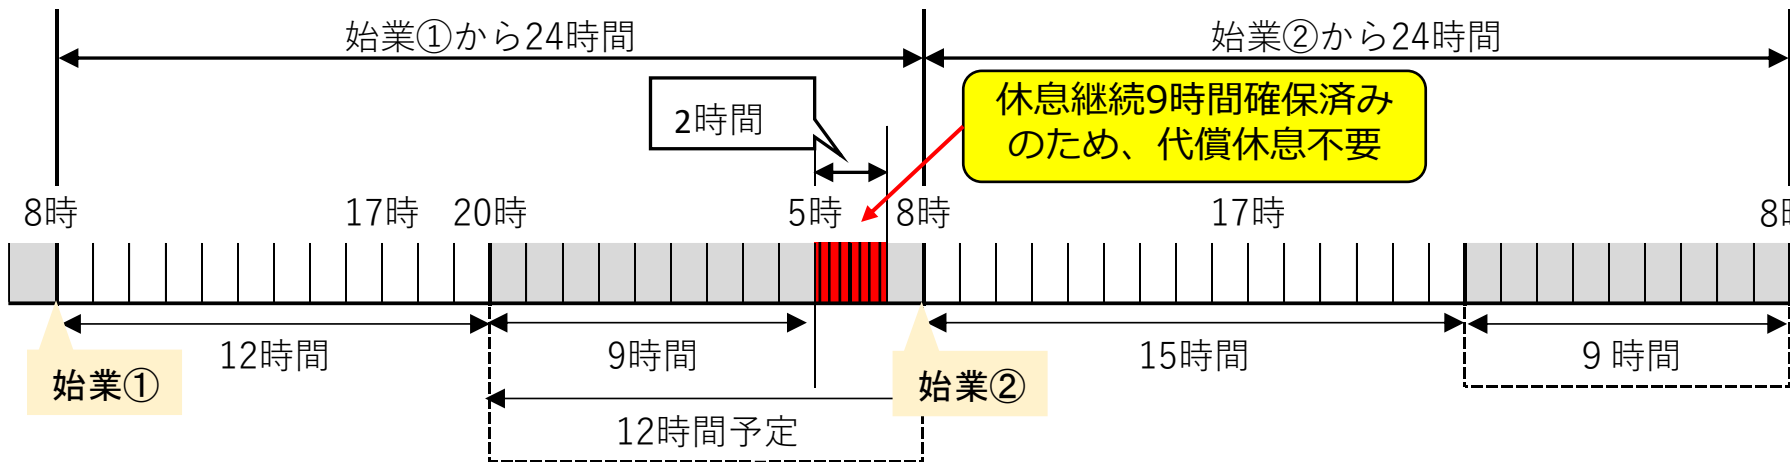 始業①から24時間
始業②から24時間
2時間
休息継続9時間確保済み
のため、代償休息不要
8時
17時
20時
5時
8時
17時
8時
12時間
9時間
15時間
9時間
始業①
始業②
12時間予定